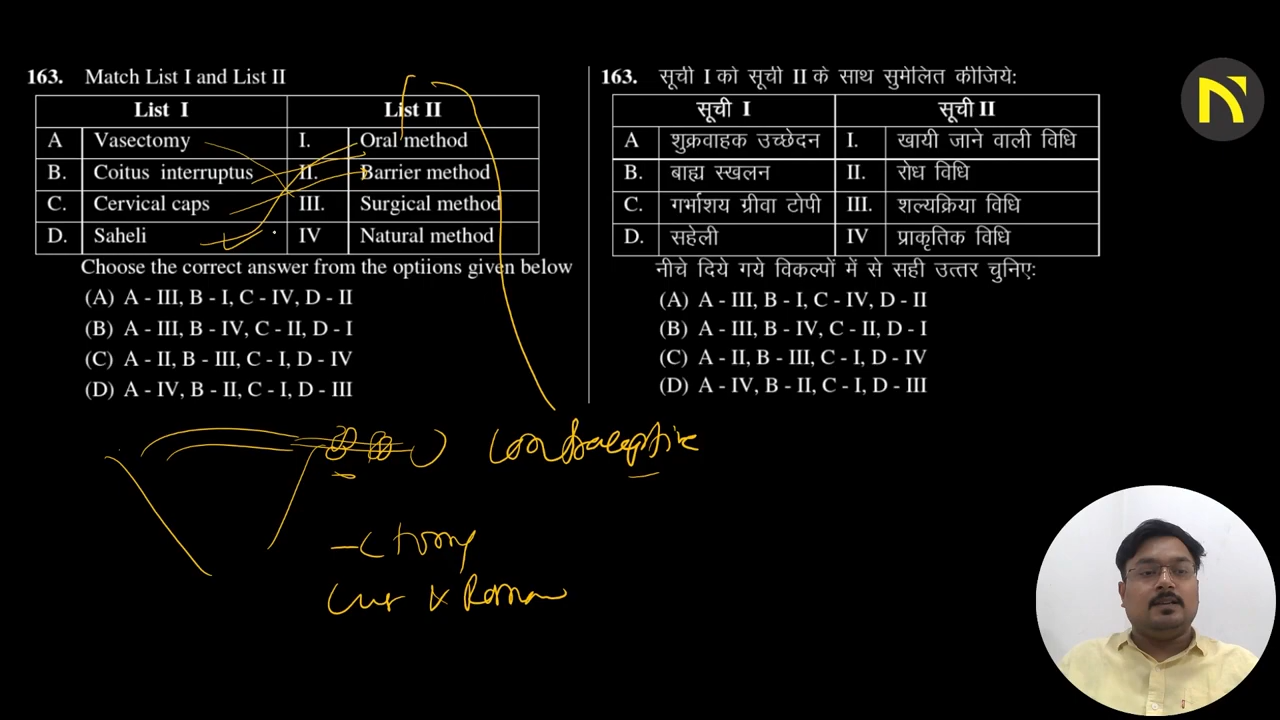 163. Match List I and List II
List I List II
A Vasectomy I. Oral method
B. Coitus interruptus II. Barrier method
C. Cervical caps III. Surgical method
D. Saheli IV Natural method
Choose the correct answer from the optiions given below
(A) A - III, B - I, C - IV, D - II
(B) A - III, B - IV, C - II, D - I
(C) A - II, B - III, C - I, D - IV
(D) A - IV, B - II, C - I, D - III
163. सूची I को सूची II के साथ सुमेलित कीजिये:
सूची I सूची II
A शुक्रवाहक उच्छेदन I. खायी जाने वाली विधि
B. बाह्य स्खलन II. रोध विधि
C. गर्भाशय ग्रीवा टोपी III. शल्यक्रिया विधि
D. सहेली IV प्राकृतिक विधि
नीचे दिये गये विकल्पों में से सही उत्तर चुनिए:
(A) A - III, B - I, C - IV, D - II
(B) A - III, B - IV, C - II, D - I
(C) A - II, B - III, C - I, D - IV
(D) A - IV, B - II, C - I, D - III
Contraceptive